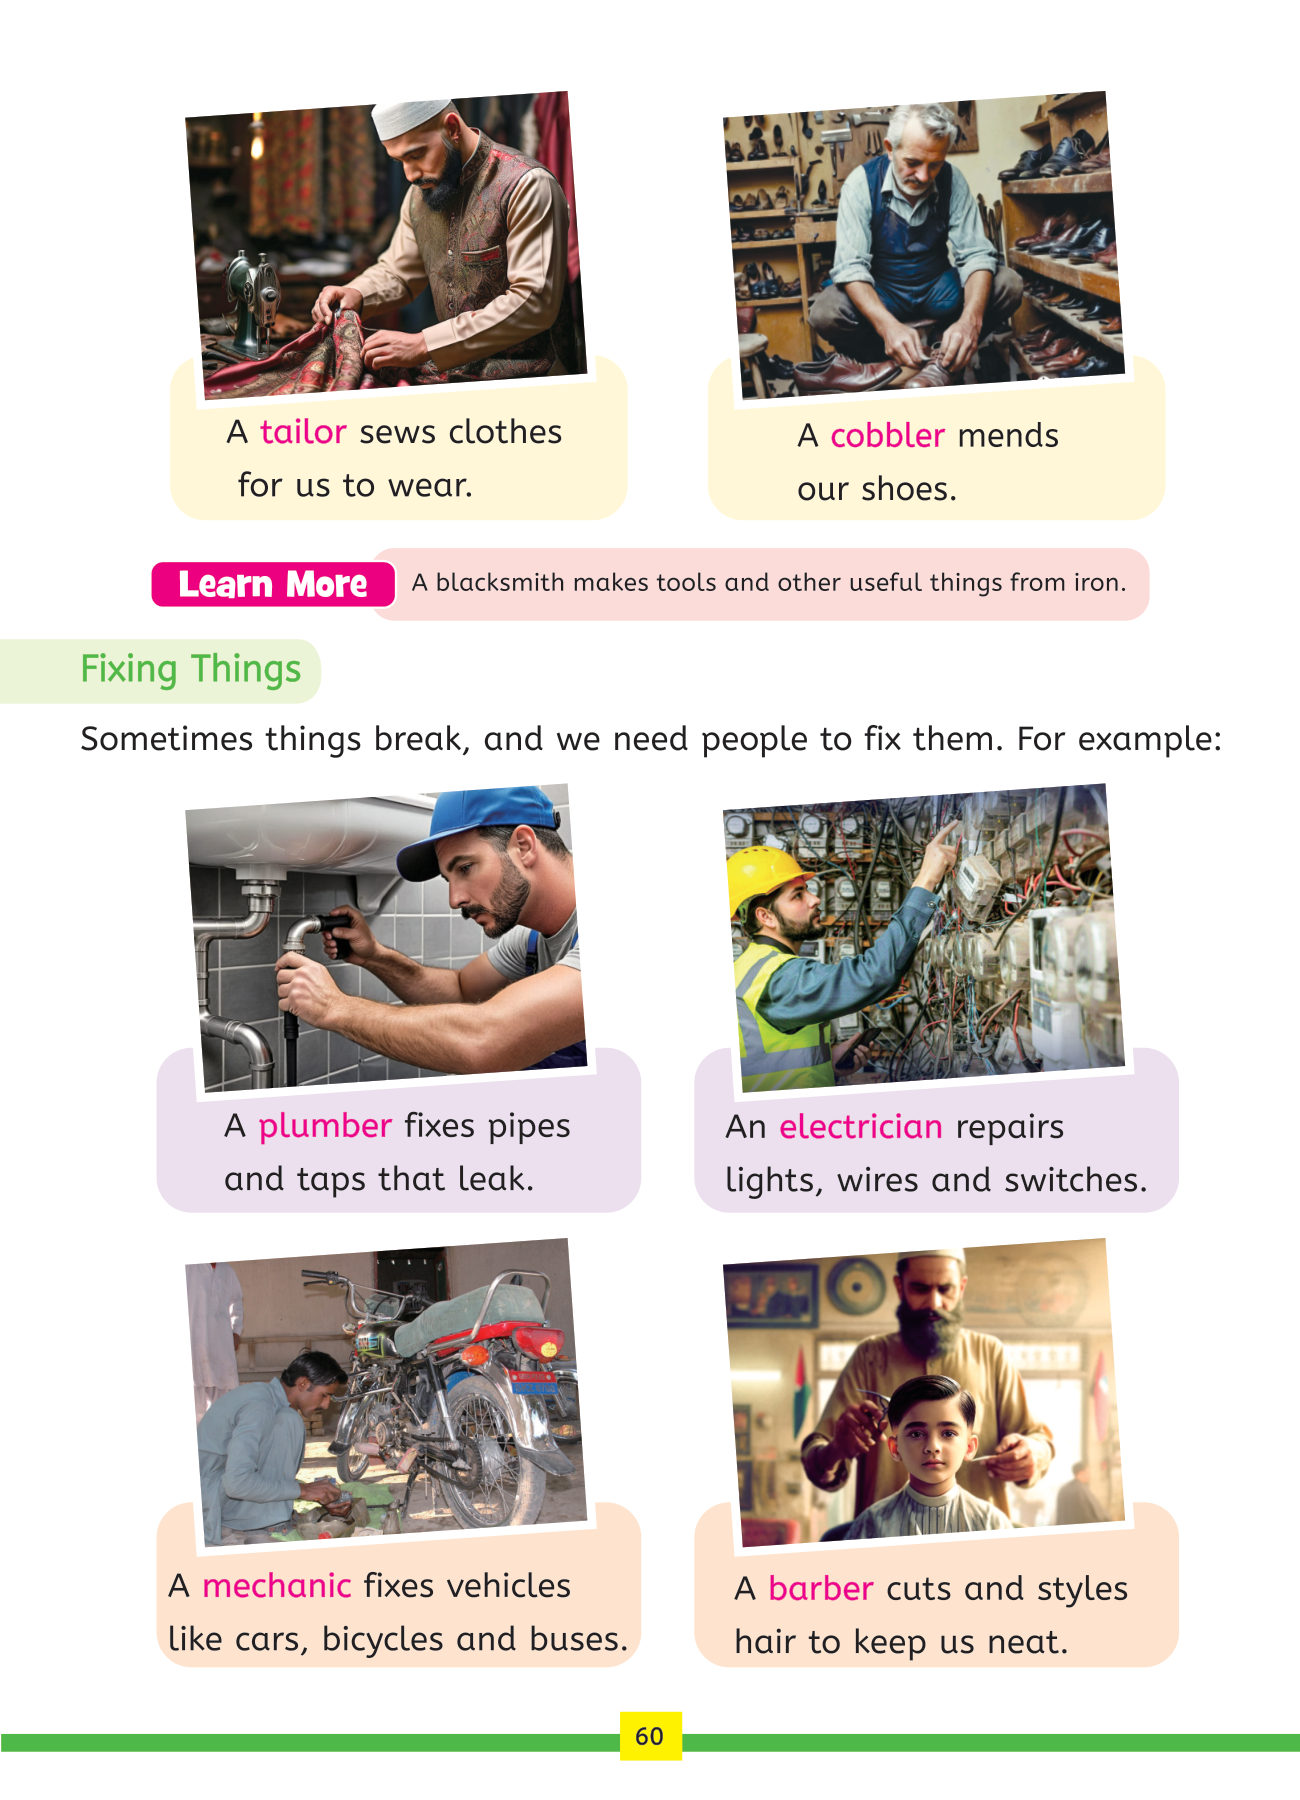 A tailor sews clothes
for us to wear.
A cobbler mends
our shoes.
Learn More
A blacksmith makes tools and other useful things from iron.
Fixing Things
Sometimes things break, and we need people to fix them. For example:
A plumber fixes pipes
and taps that leak.
An electrician repairs
lights, wires and switches.
A mechanic fixes vehicles
like cars, bicycles and buses.
A barber cuts and styles
hair to keep us neat.
60